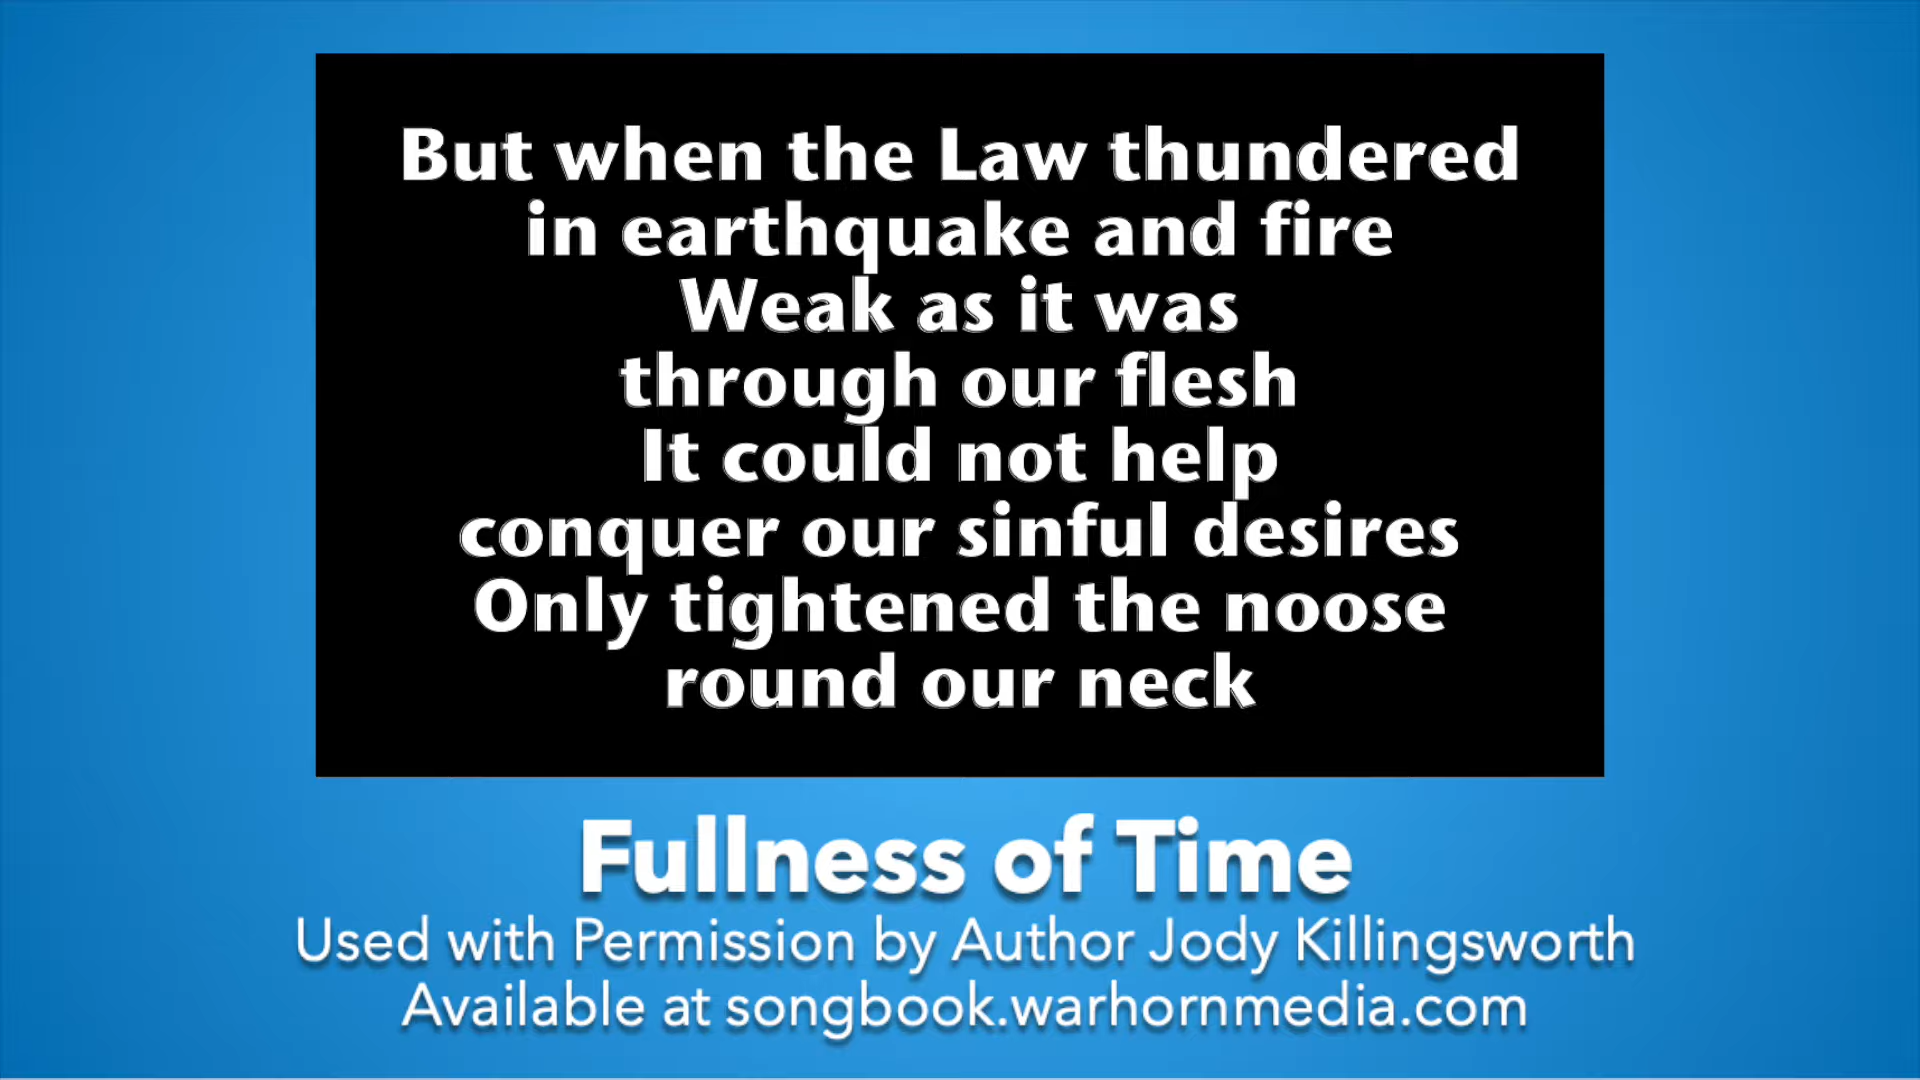 But when the Law thundered
in earthquake and fire
Weak as it was
through our flesh
It could not help
conquer our sinful desires
Only tightened the noose
round our neck
Fullness of Time
Used with Permission by Author Jody Killingsworth
Available at songbook.warhornmedia.com